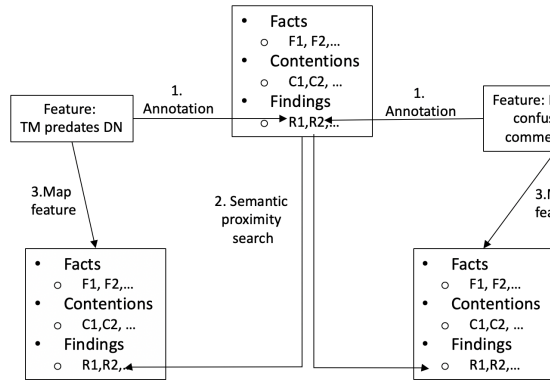 • Facts
o F1, F2,...
• Contentions
o C1,C2, ...
• Findings
o R1,R2,...
1.
Annotation
1.
Annotation
Feature:
TM predates DN
Feature:
3.Map
feature
2. Semantic
proximity
search
• Facts
o F1, F2,...
• Contentions
o C1,C2, ...
• Findings
o R1,R2,..
• Facts
o F1, F2,...
• Contentions
o C1,C2, ...
• Findings
o R1,R2,...